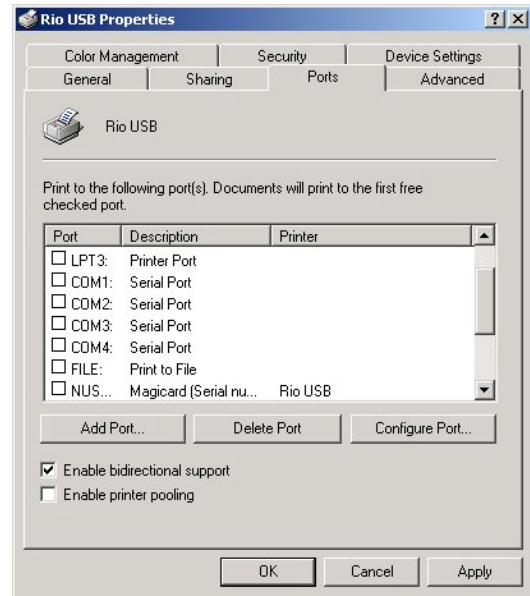 Rio USB Properties
Color Management Security Device Settings
General Sharing Ports Advanced
Rio USB
Print to the following port(s). Documents will print to the first free
checked port.
Port Description Printer
LPT3: Printer Port
COM1: Serial Port
COM2: Serial Port
COM3: Serial Port
COM4: Serial Port
FILE: Print to File
NUS... Magicard (Serial nu... Rio USB
Add Port... Delete Port Configure Port...
Enable bidirectional support
Enable printer pooling
OK Cancel Apply